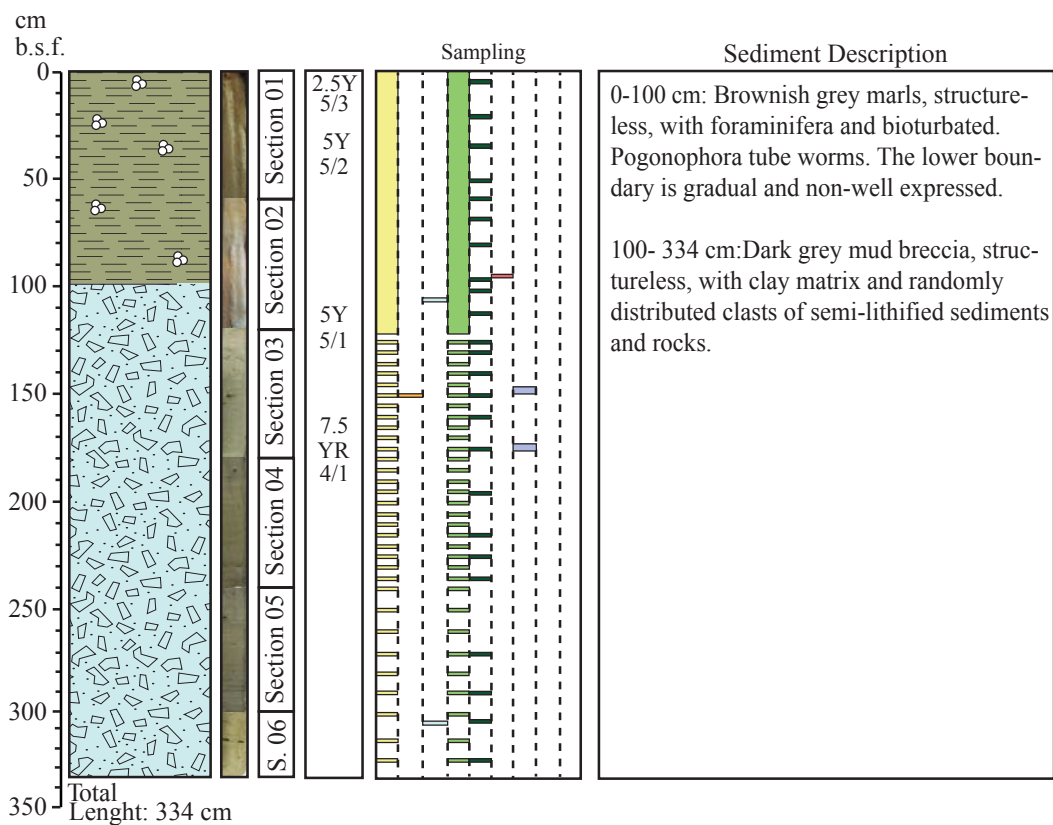 cm
b.s.f.
0
50
100
150
200
250
300
350
Total
Lenght: 334 cm
Section 01
Section 02
Section 03
Section 04
Section 05
S. 06
2.5Y
5/3
5Y
5/2
5Y
5/1
7.5
YR
4/1
Sampling
Sediment Description
0-100 cm: Brownish grey marls, structure-
less, with foraminifera and bioturbated.
Pogonophora tube worms. The lower boun-
dary is gradual and non-well expressed.
100- 334 cm:Dark grey mud breccia, struc-
tureless, with clay matrix and randomly
distributed clasts of semi-lithified sediments
and rocks.